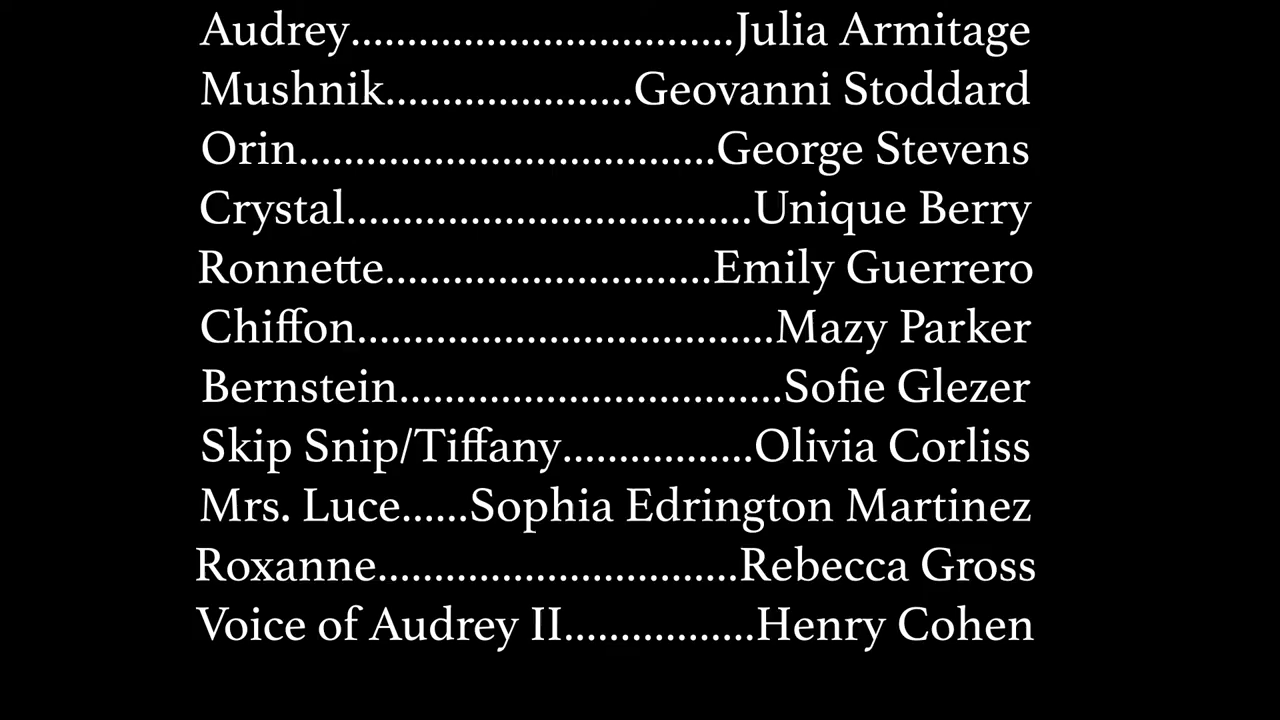 Audrey..................................Julia Armitage
Mushnik......................Geovanni Stoddard
Orin.....................................George Stevens
Crystal....................................Unique Berry
Ronnette.............................Emily Guerrero
Chiffon.....................................Mazy Parker
Bernstein..................................Sofie Glezer
Skip Snip/Tiffany.................Olivia Corliss
Mrs. Luce......Sophia Edrington Martinez
Roxanne................................Rebecca Gross
Voice of Audrey II.................Henry Cohen